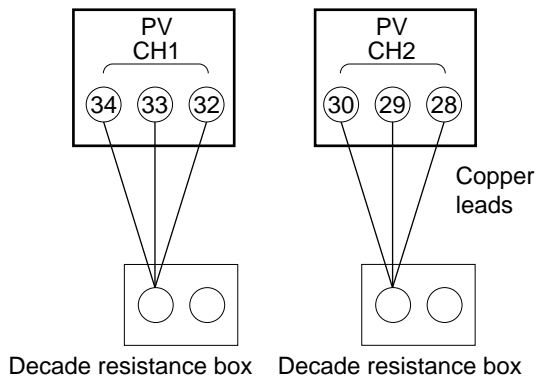 PV
CH1
34 33 32
PV
CH2
30 29 28
Copper
leads
Decade resistance box
Decade resistance box